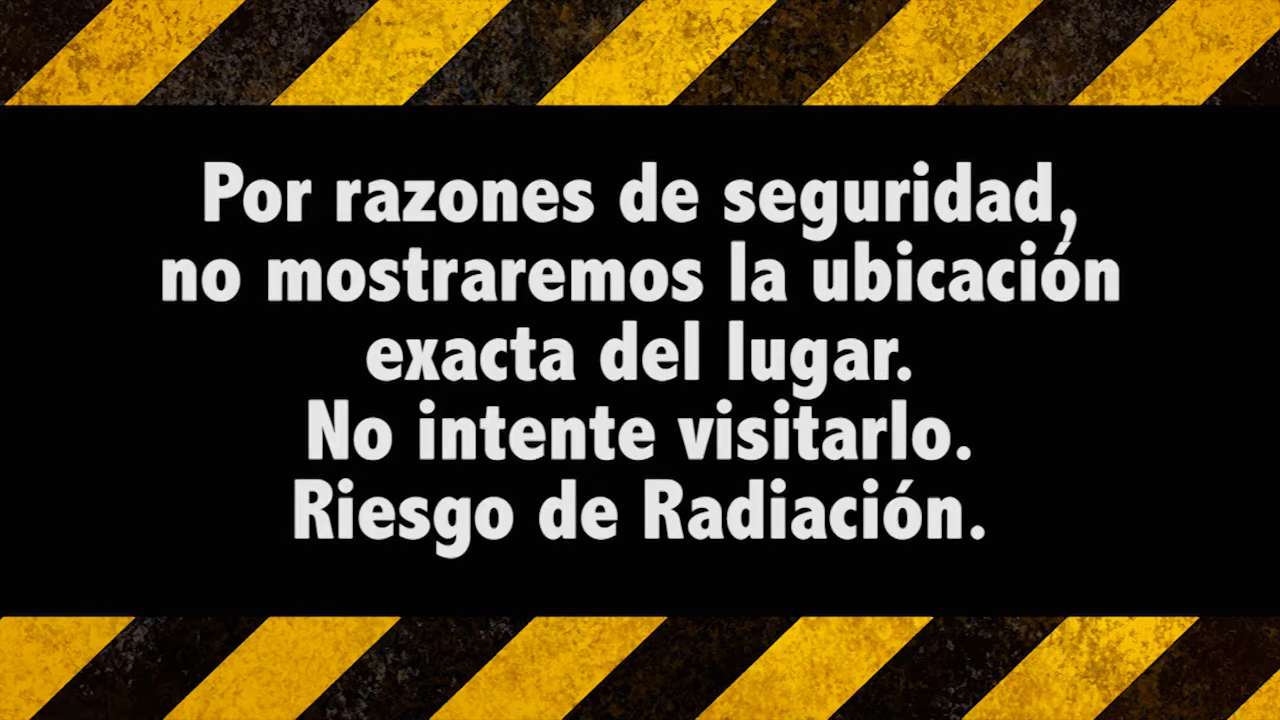 Por razones de seguridad,
no mostraremos la ubicación
exacta del lugar.
No intente visitarlo.
Riesgo de Radiación.